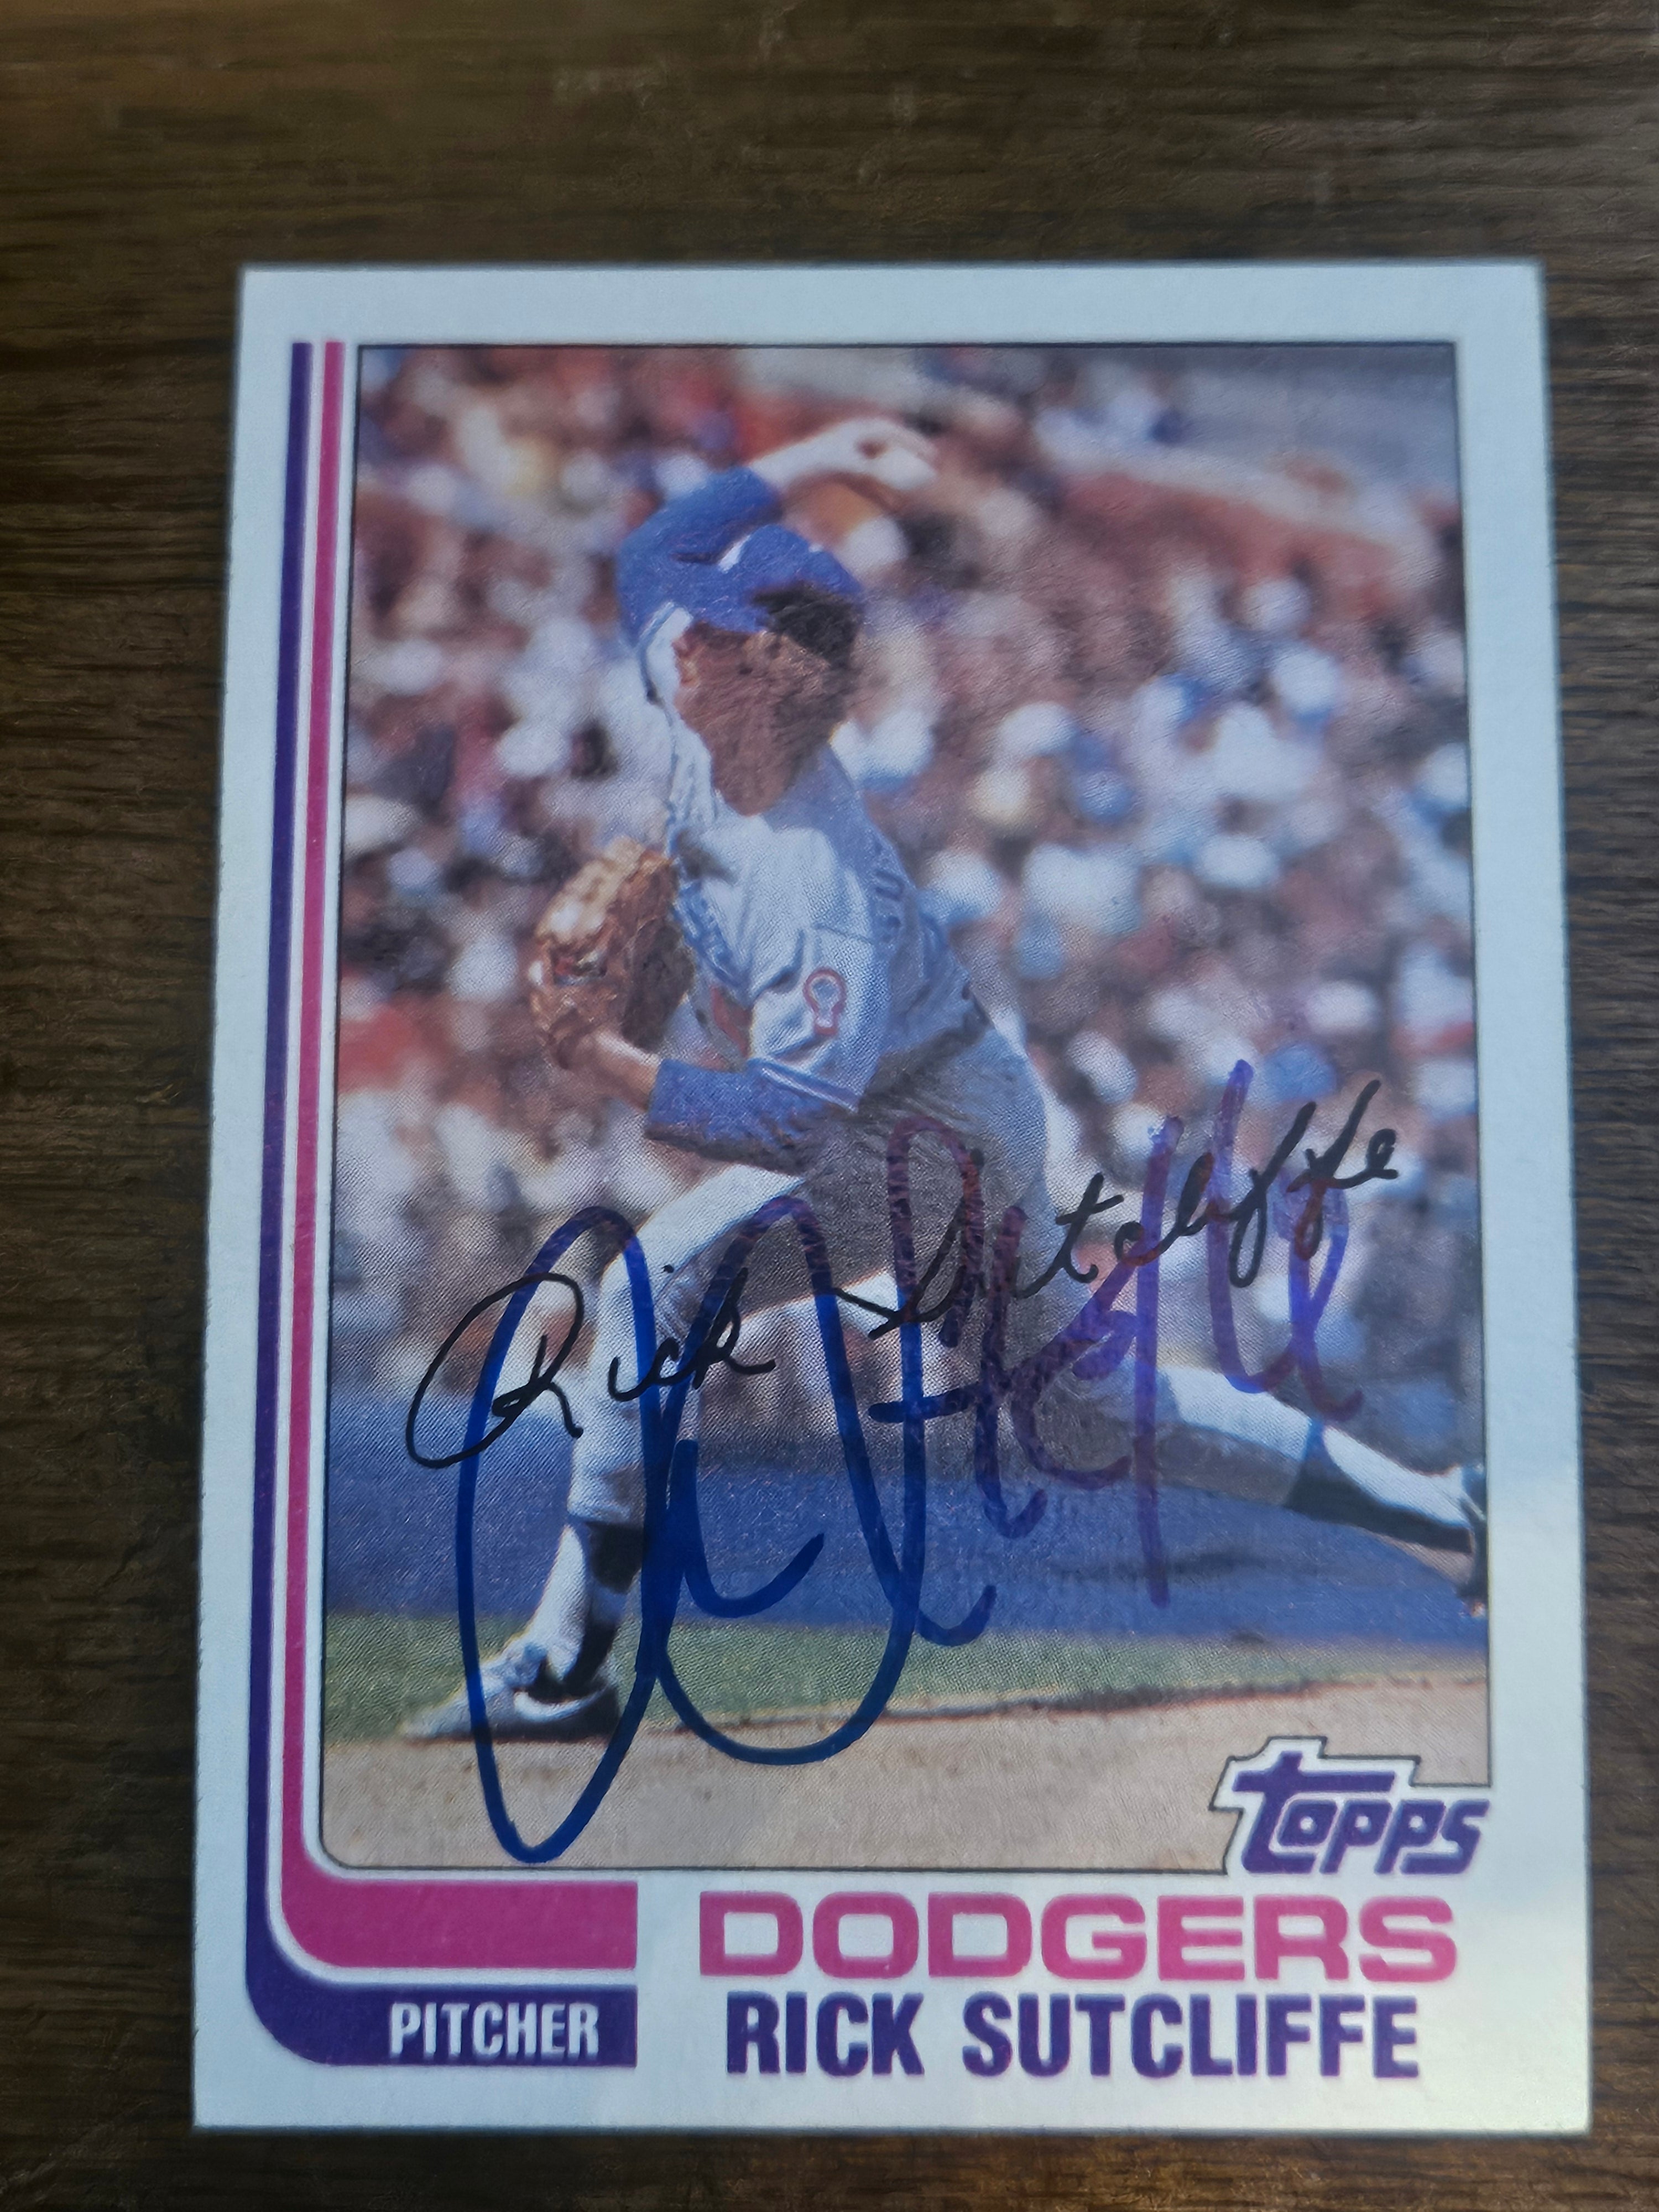 Rick Sutcliffe
topps
DODGERS
PITCHER
RICK SUTCLIFFE